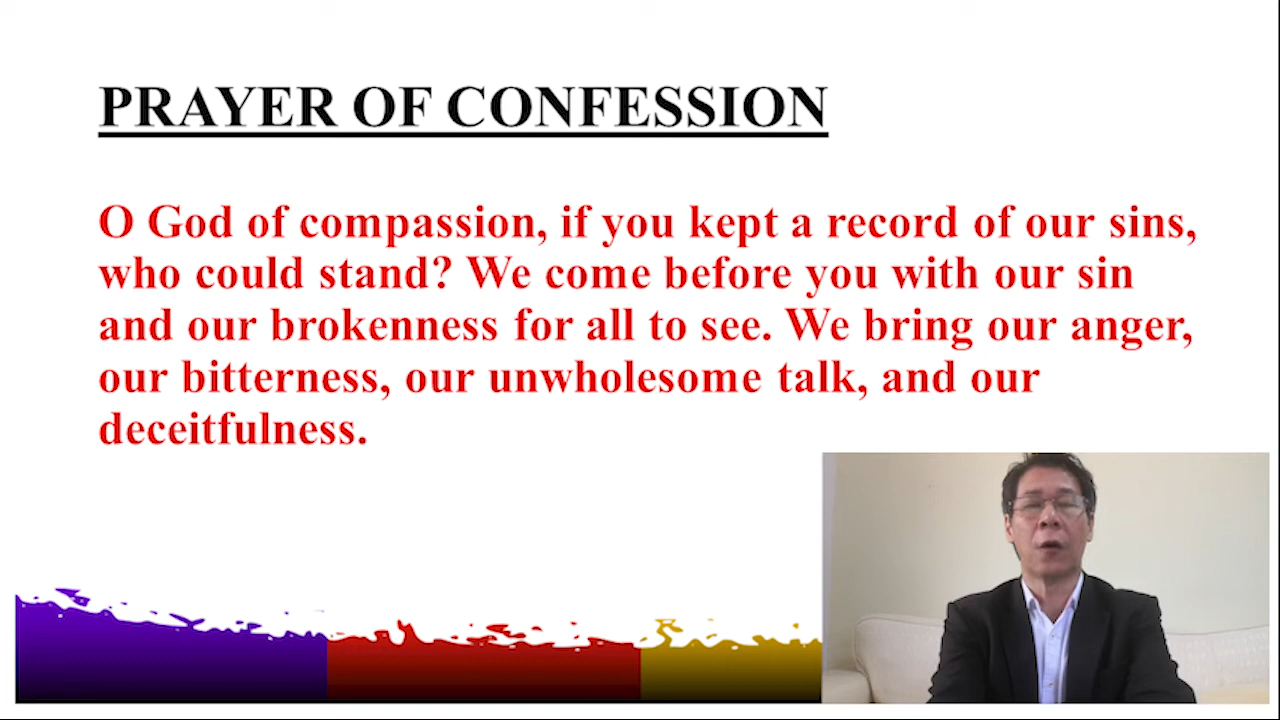 PRAYER OF CONFESSION
O God of compassion, if you kept a record of our sins,
who could stand? We come before you with our sin
and our brokenness for all to see. We bring our anger,
our bitterness, our unwholesome talk, and our
deceitfulness.